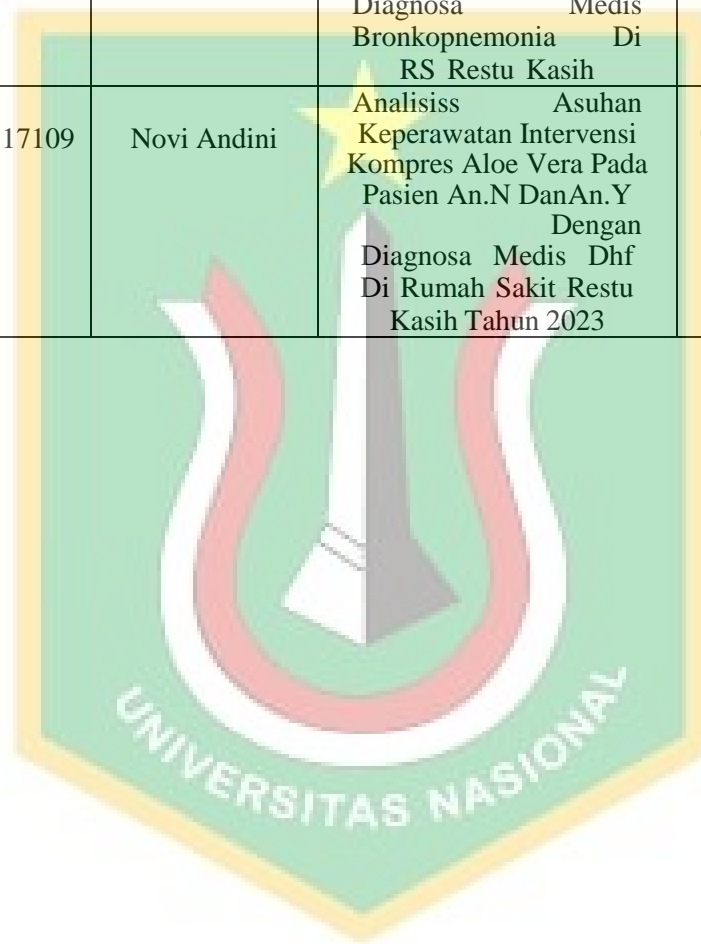 Diagnosa Medis
Bronkopnemonia Di
RS Restu Kasih
17109
Novi Andini
Analisiss Asuhan
Keperawatan Intervensi
Kompres Aloe Vera Pada
Pasien An.N DanAn.Y
Dengan
Diagnosa Medis Dhf
Di Rumah Sakit Restu
Kasih Tahun 2023
UNIVERSITAS NASIONAL